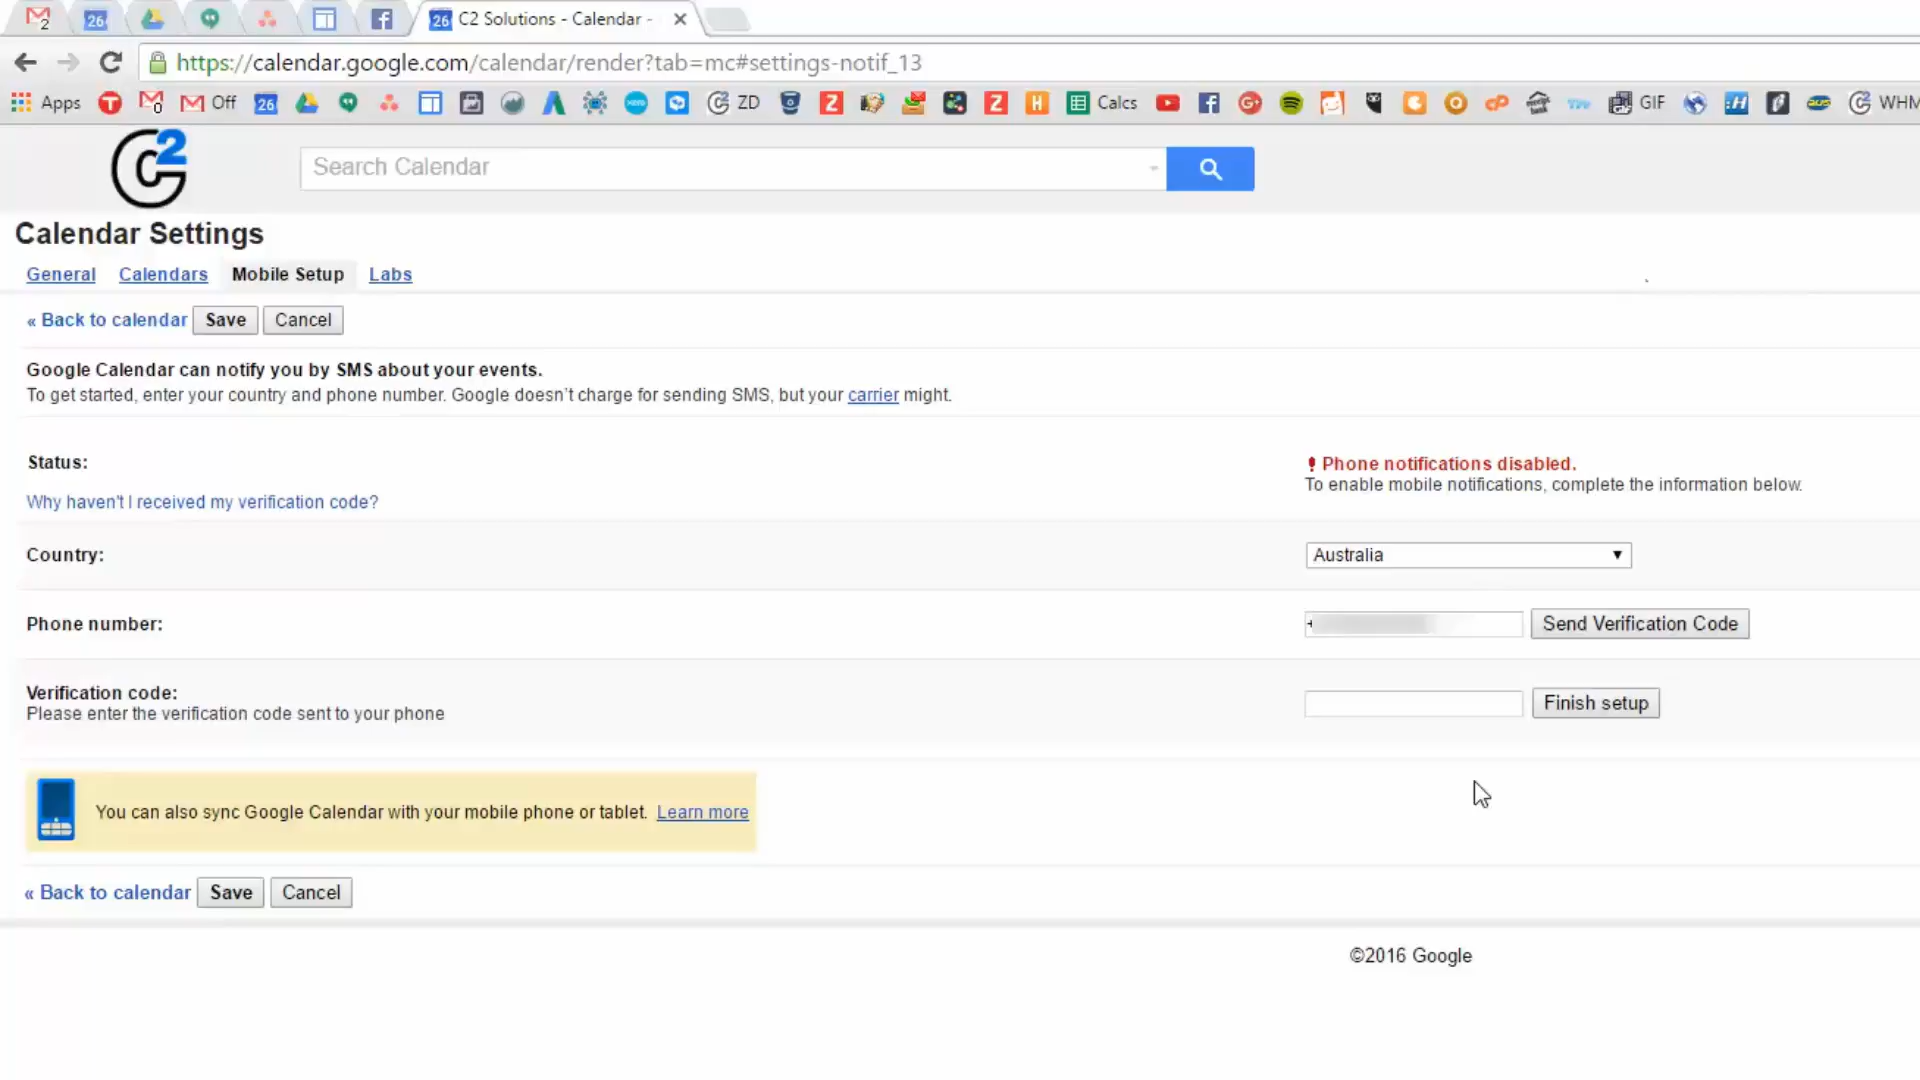 2
26
26 C2 Solutions - Calendar -
https://calendar.google.com/calendar/render?tab=mc#settings-notif_13
Apps 0 Off 26 ZD Calcs GIF WHM
C2
Search Calendar
Calendar Settings
General Calendars Mobile Setup Labs
« Back to calendar Save Cancel
Google Calendar can notify you by SMS about your events.
To get started, enter your country and phone number. Google doesn't charge for sending SMS, but your carrier might.
Status:
Phone notifications disabled.
To enable mobile notifications, complete the information below.
Why haven't I received my verification code?
Country: Australia
Phone number: + Send Verification Code
Verification code:
Please enter the verification code sent to your phone
Finish setup
You can also sync Google Calendar with your mobile phone or tablet. Learn more
« Back to calendar Save Cancel
©2016 Google